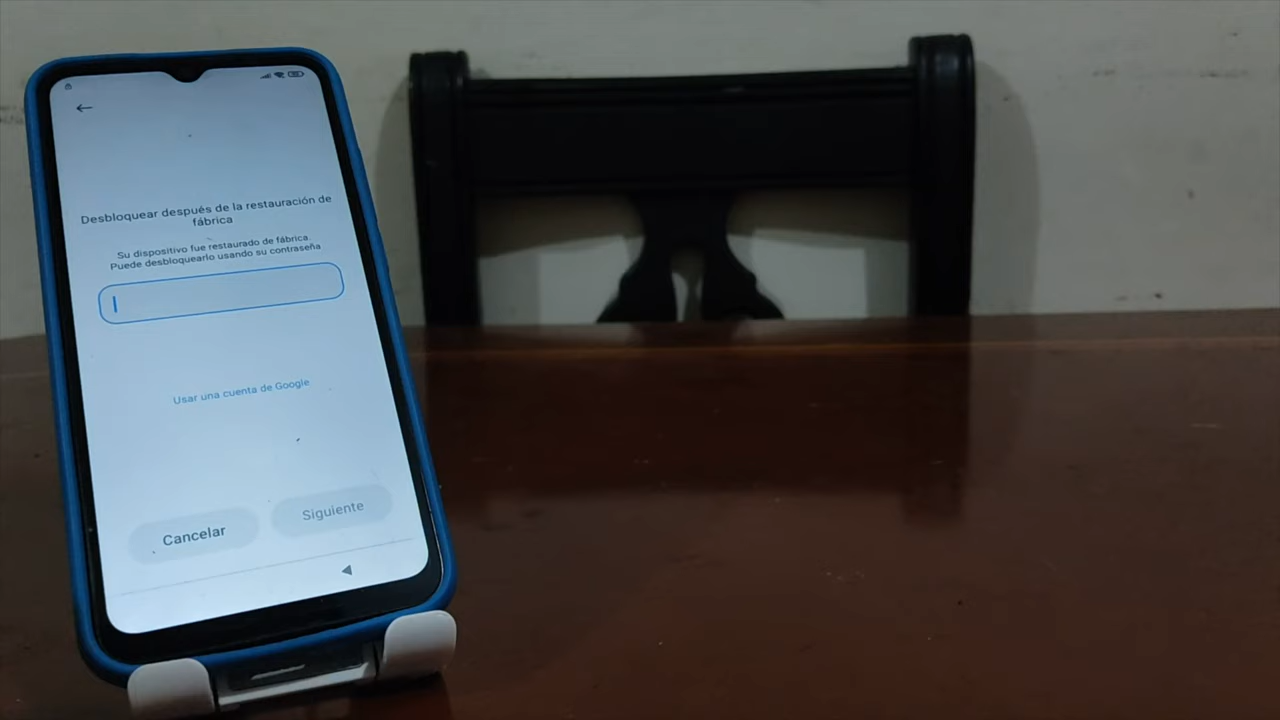 Desbloquear después de la restauración de
fábrica
Su dispositivo fue restaurado de fábrica.
Puede desbloquearlo usando su contraseña
Usar una cuenta de Google
Cancelar
Siguiente